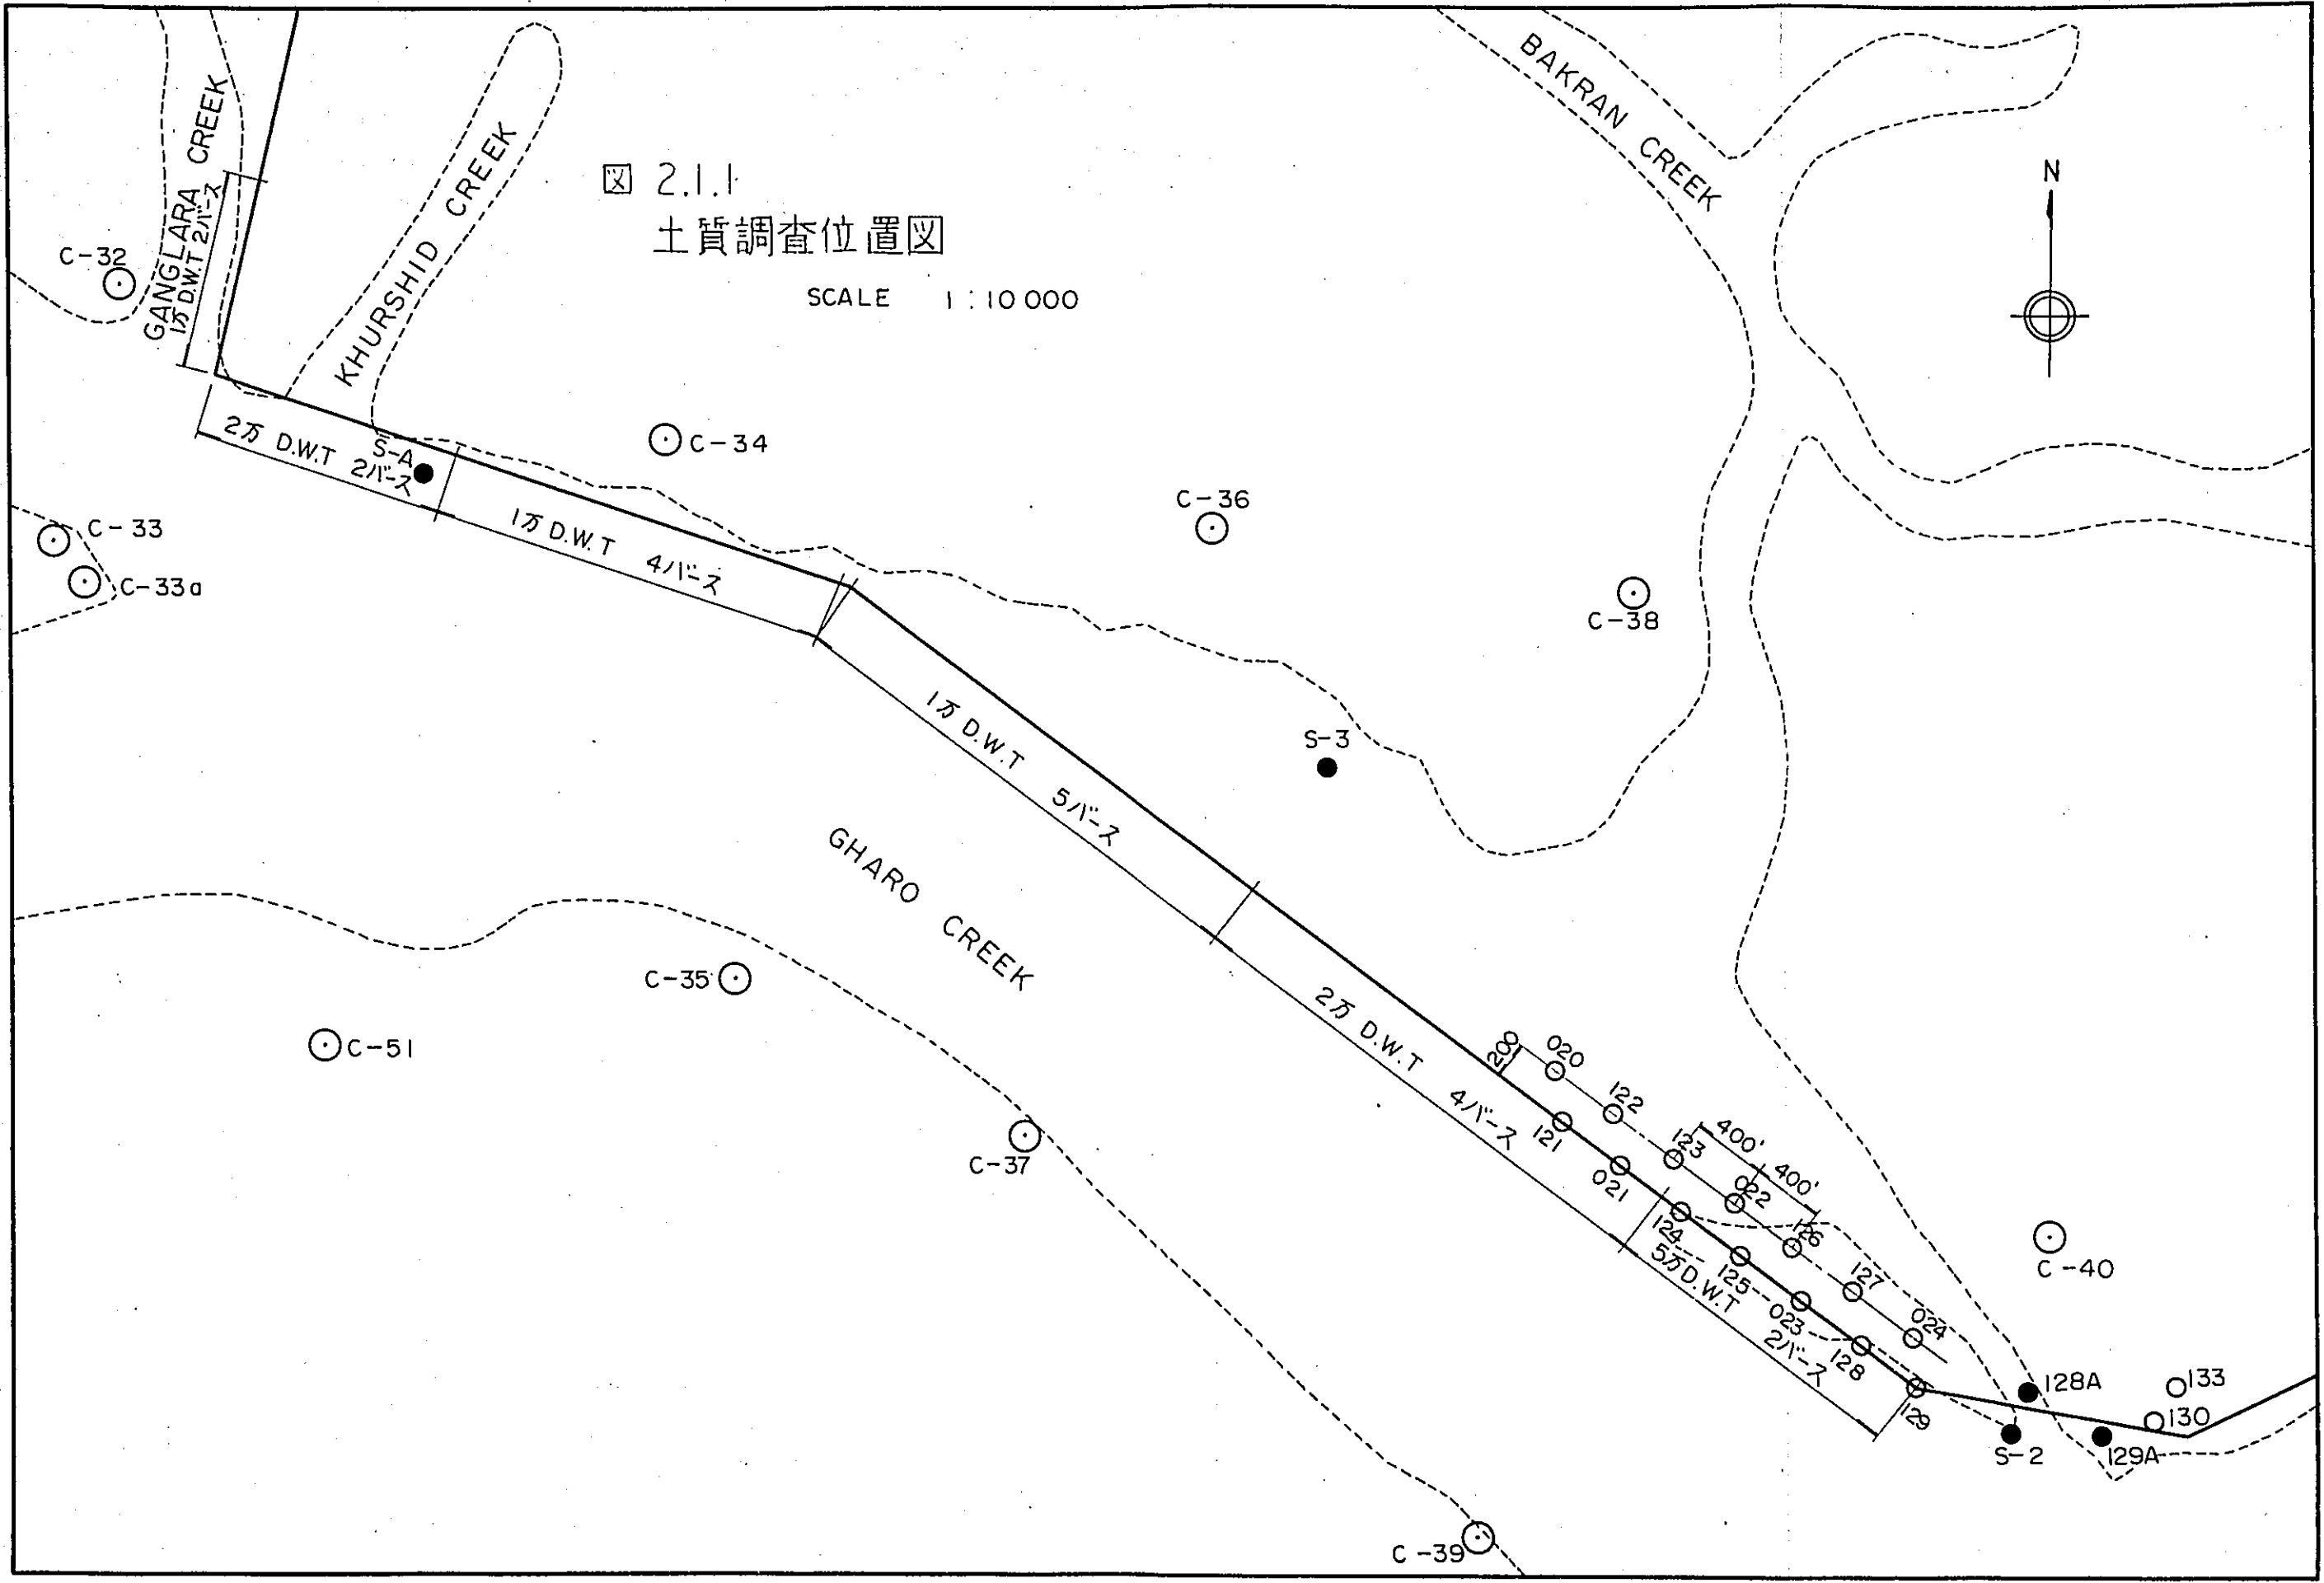 図 2.1.1
土質調査位置図
SCALE 1:10 000
N
BAKRAN CREEK
GANGLARA CREEK
1万 D.W.T 2バース
KHURSHID CREEK
C-32
2万 D.W.T 2バース
S-A
C-34
1万 D.W.T 4バース
C-36
C-33
C-33a
C-38
1万 D.W.T 5バース
S-3
GHARO CREEK
C-35
C-51
2万 D.W.T 4バース
C-37
200
020
122
123
400'
400'
022
126
127
024
121
021
124
125
023
128
129
5万 D.W.T 2バース
C-40
128A
133
130
S-2
129A
C-39